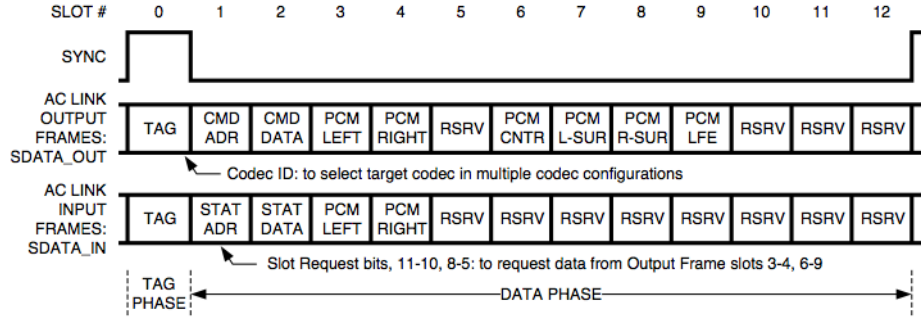 SLOT # 0 1 2 3 4 5 6 7 8 9 10 11 12
SYNC
AC LINK
OUTPUT
FRAMES:
SDATA_OUT
TAG CMD ADR CMD DATA PCM LEFT PCM RIGHT RSRV PCM CNTR PCM L-SUR PCM R-SUR PCM LFE RSRV RSRV RSRV
Codec ID: to select target codec in multiple codec configurations
AC LINK
INPUT
FRAMES:
SDATA_IN
TAG STAT ADR STAT DATA PCM LEFT PCM RIGHT RSRV RSRV RSRV RSRV RSRV RSRV RSRV RSRV
Slot Request bits, 11-10, 8-5: to request data from Output Frame slots 3-4, 6-9
TAG
PHASE
DATA PHASE